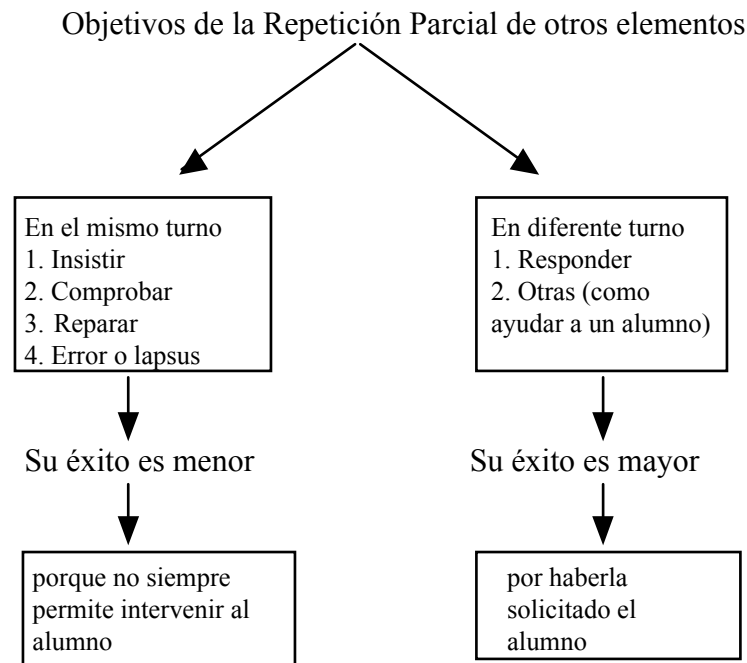 Objetivos de la Repetición Parcial de otros elementos
En el mismo turno
1. Insistir
2. Comprobar
3. Reparar
4. Error o lapsus
Su éxito es menor
porque no siempre
permite intervenir al
alumno
En diferente turno
1. Responder
2. Otras (como
ayudar a un alumno)
Su éxito es mayor
por haberla
solicitado el
alumno